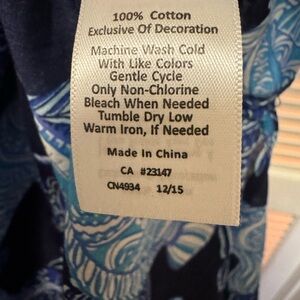 100% Cotton
Exclusive Of Decoration
Machine Wash Cold
With Like Colors
Gentle Cycle
Only Non-Chlorine
Bleach When Needed
Tumble Dry Low
Warm Iron, If Needed
Made in China
CA #23147
CN4934 12/15